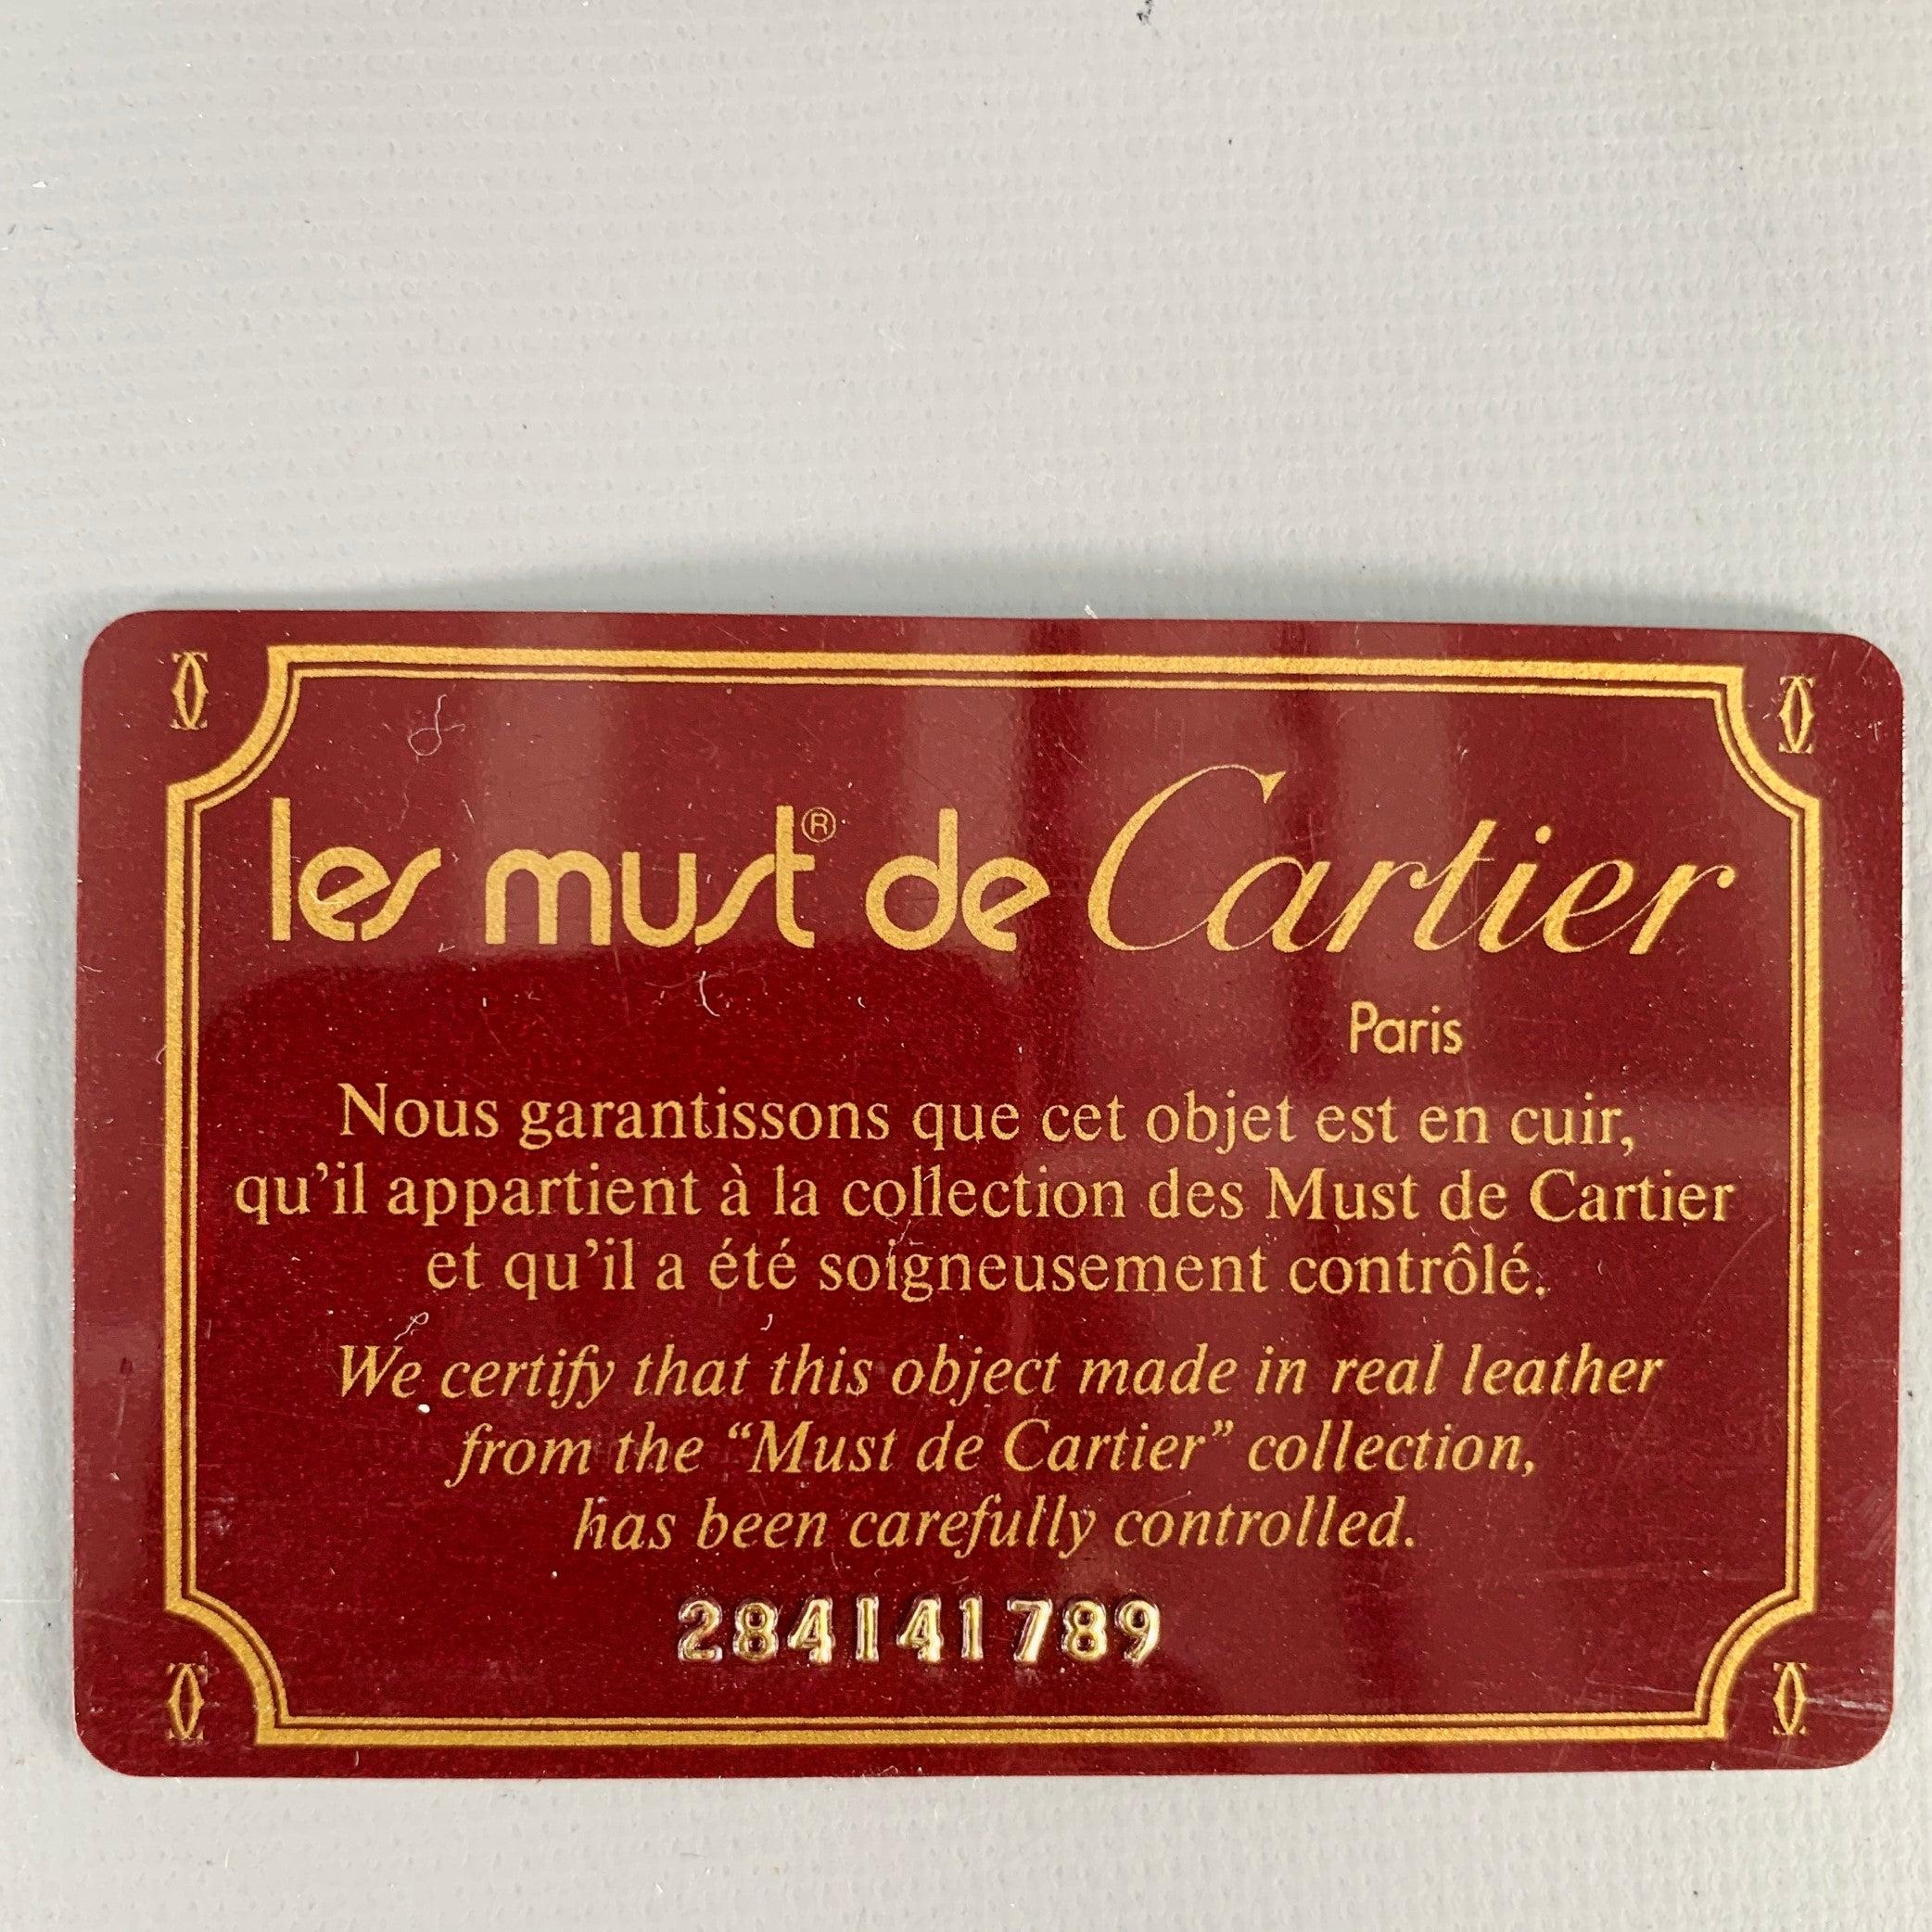 les must® de Cartier
Paris
Nous garantissons que cet objet est en cuir,
qu’il appartient à la collection des Must de Cartier
et qu’il a été soigneusement contrôlé.
We certify that this object made in real leather
from the “Must de Cartier” collection,
has been carefully controlled.
284141789